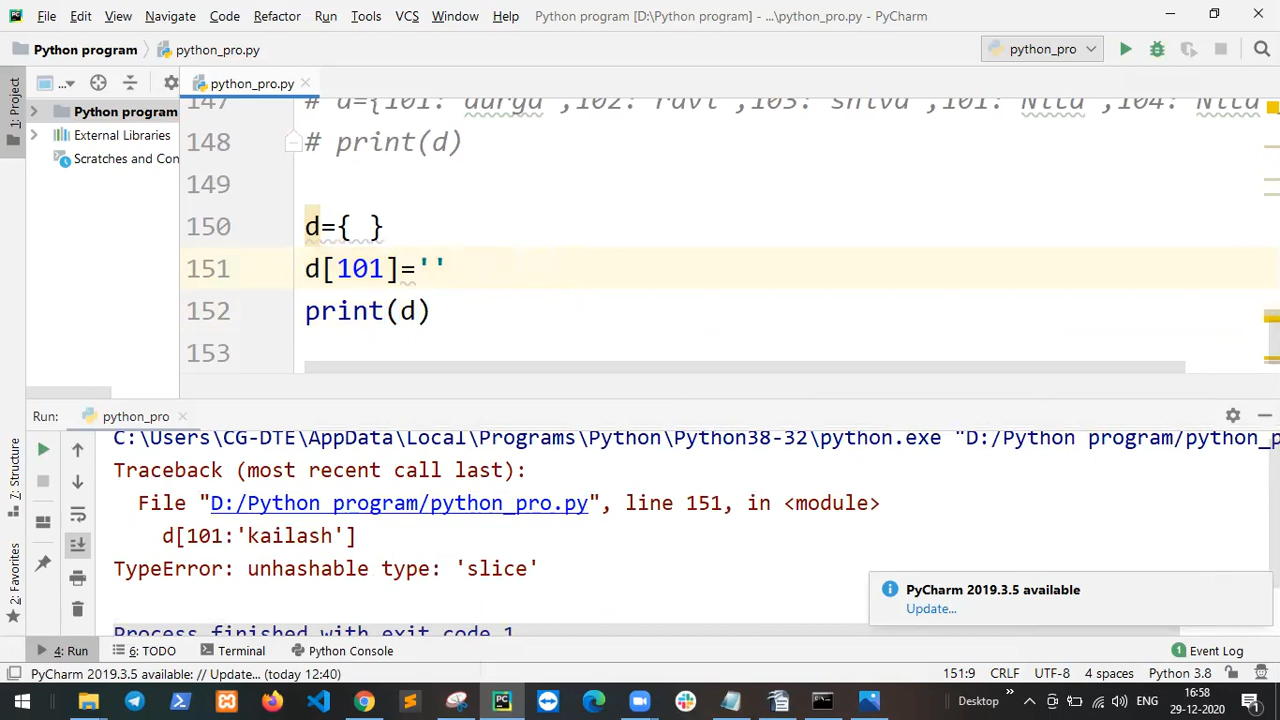 File Edit View Navigate Code Refactor Run Tools VCS Window Help Python program [D:\Python program] - ...\python_pro.py - PyCharm
Python program python_pro.py python_pro
... python_pro.py
1: Project
Python program
External Libraries
Scratches and Con
147 # d={101:'durga',102:'ravi',103:'shiva',101:'Nita',104:'Nita
148 # print(d)
149
150 d={ }
151 d[101]=''
152 print(d)
153
Run: python_pro
C:\Users\CG-DTE\AppData\Local\Programs\Python\Python38-32\python.exe "D:/Python program/python_p
Traceback (most recent call last):
File "D:/Python program/python_pro.py", line 151, in <module>
d[101:'kailash']
TypeError: unhashable type: 'slice'
Process finished with exit code 1
Z: Structure
2: Favorites
PyCharm 2019.3.5 available
Update...
4: Run 6: TODO Terminal Python Console 1 Event Log
PyCharm 2019.3.5 available: // Update... (today 12:40) 151:9 CRLF UTF-8 4 spaces Python 3.8
Desktop ENG 16:58
29-12-2020 1